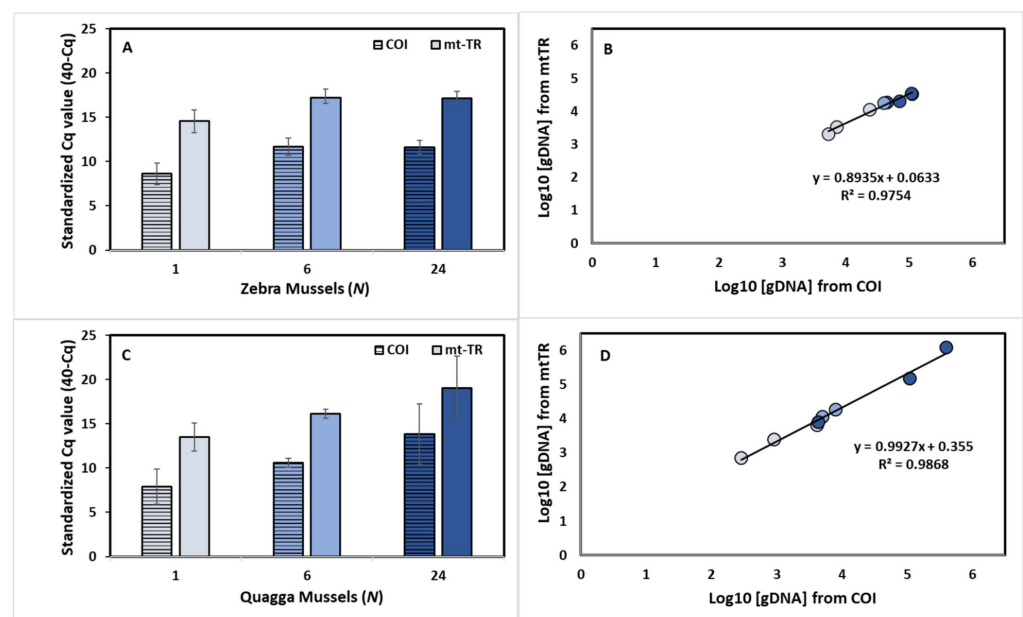 A
COI mt-TR
Standardized Cq value (40-Cq)
25
20
15
10
5
0
1 6 24
Zebra Mussels (N)
B
Log10 [gDNA] from mtTR
6
5
4
3
2
1
0
y = 0.8935x + 0.0633
R² = 0.9754
0 1 2 3 4 5 6
Log10 [gDNA] from COI
C
COI mt-TR
Standardized Cq value (40-Cq)
25
20
15
10
5
0
1 6 24
Quagga Mussels (N)
D
Log10 [gDNA] from mtTR
6
5
4
3
2
1
0
y = 0.9927x + 0.355
R² = 0.9868
0 1 2 3 4 5 6
Log10 [gDNA] from COI